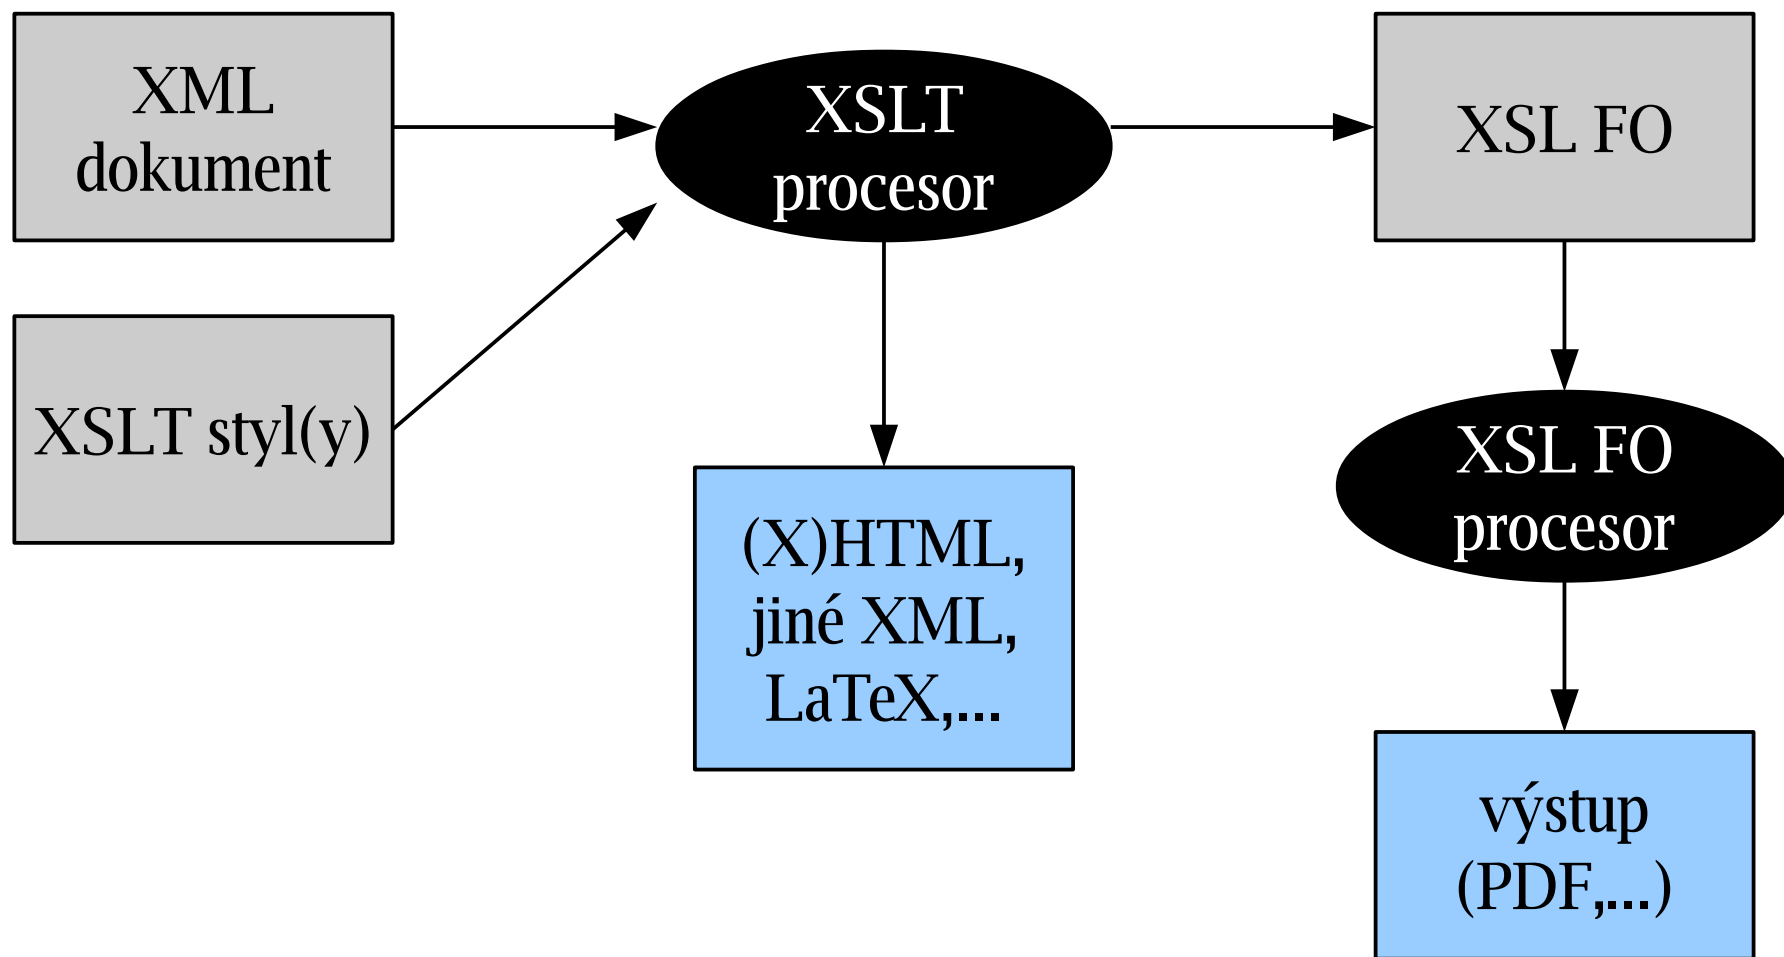 XML
dokument
XSLT
procesor
XSL FO
XSLT styl(y)
XSL FO
procesor
(X)HTML,
jiné XML,
LaTeX,...
výstup
(PDF,...)